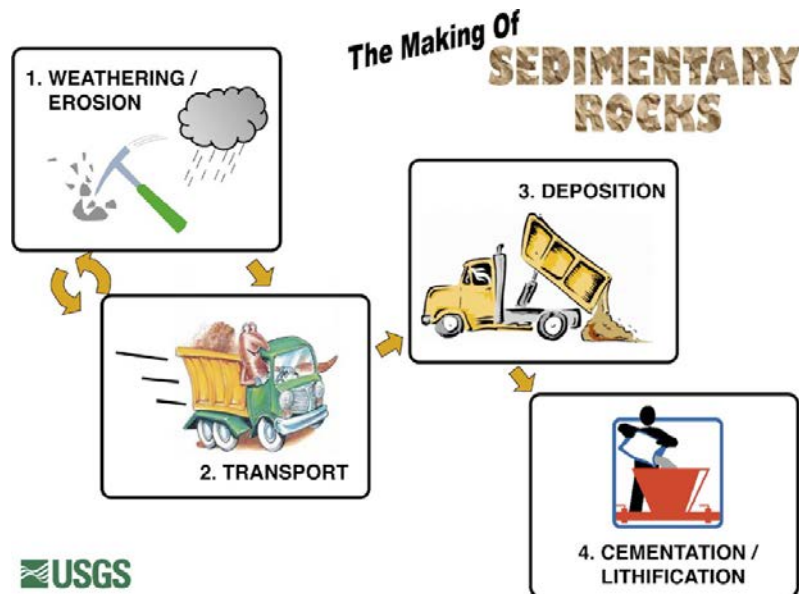 The Making Of
SEDIMENTARY
ROCKS
1. WEATHERING /
EROSION
2. TRANSPORT
3. DEPOSITION
4. CEMENTATION /
LITHIFICATION
USGS